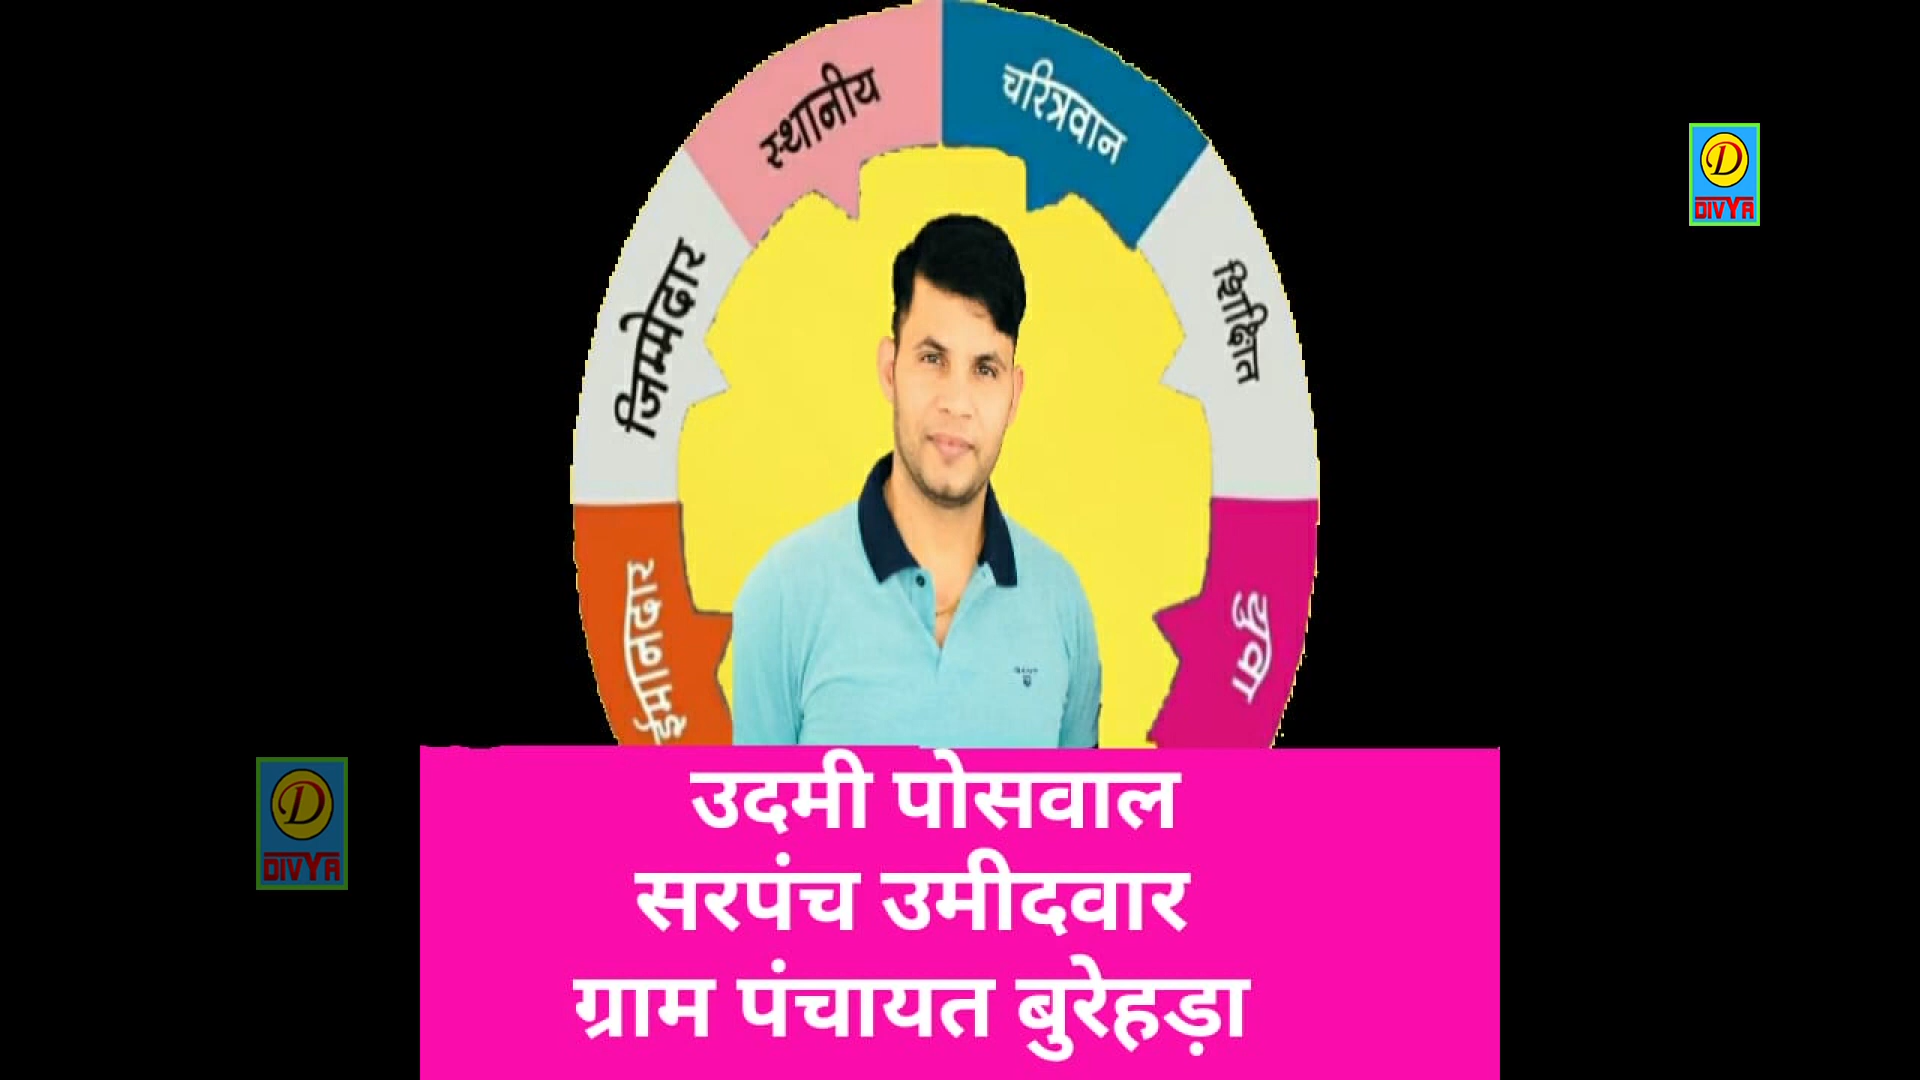 ईमानदार
जिम्मेदार
स्थानीय
चरित्रवान
शिक्षित
युवा
D
DIVYA
D
DIVYA
उदमी पोसवाल
सरपंच उमीदवार
ग्राम पंचायत बुरेहड़ा